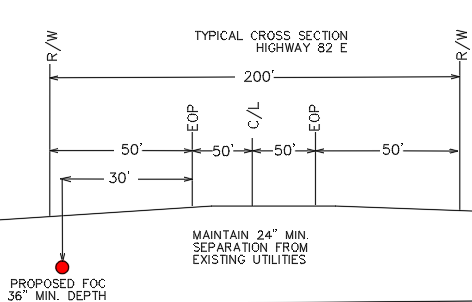 TYPICAL CROSS SECTION
HIGHWAY 82 E
R/W
R/W
200'
EOP
C/L
EOP
50'
50'
50'
50'
30'
MAINTAIN 24" MIN.
SEPARATION FROM
EXISTING UTILITIES
PROPOSED FOC
36" MIN. DEPTH